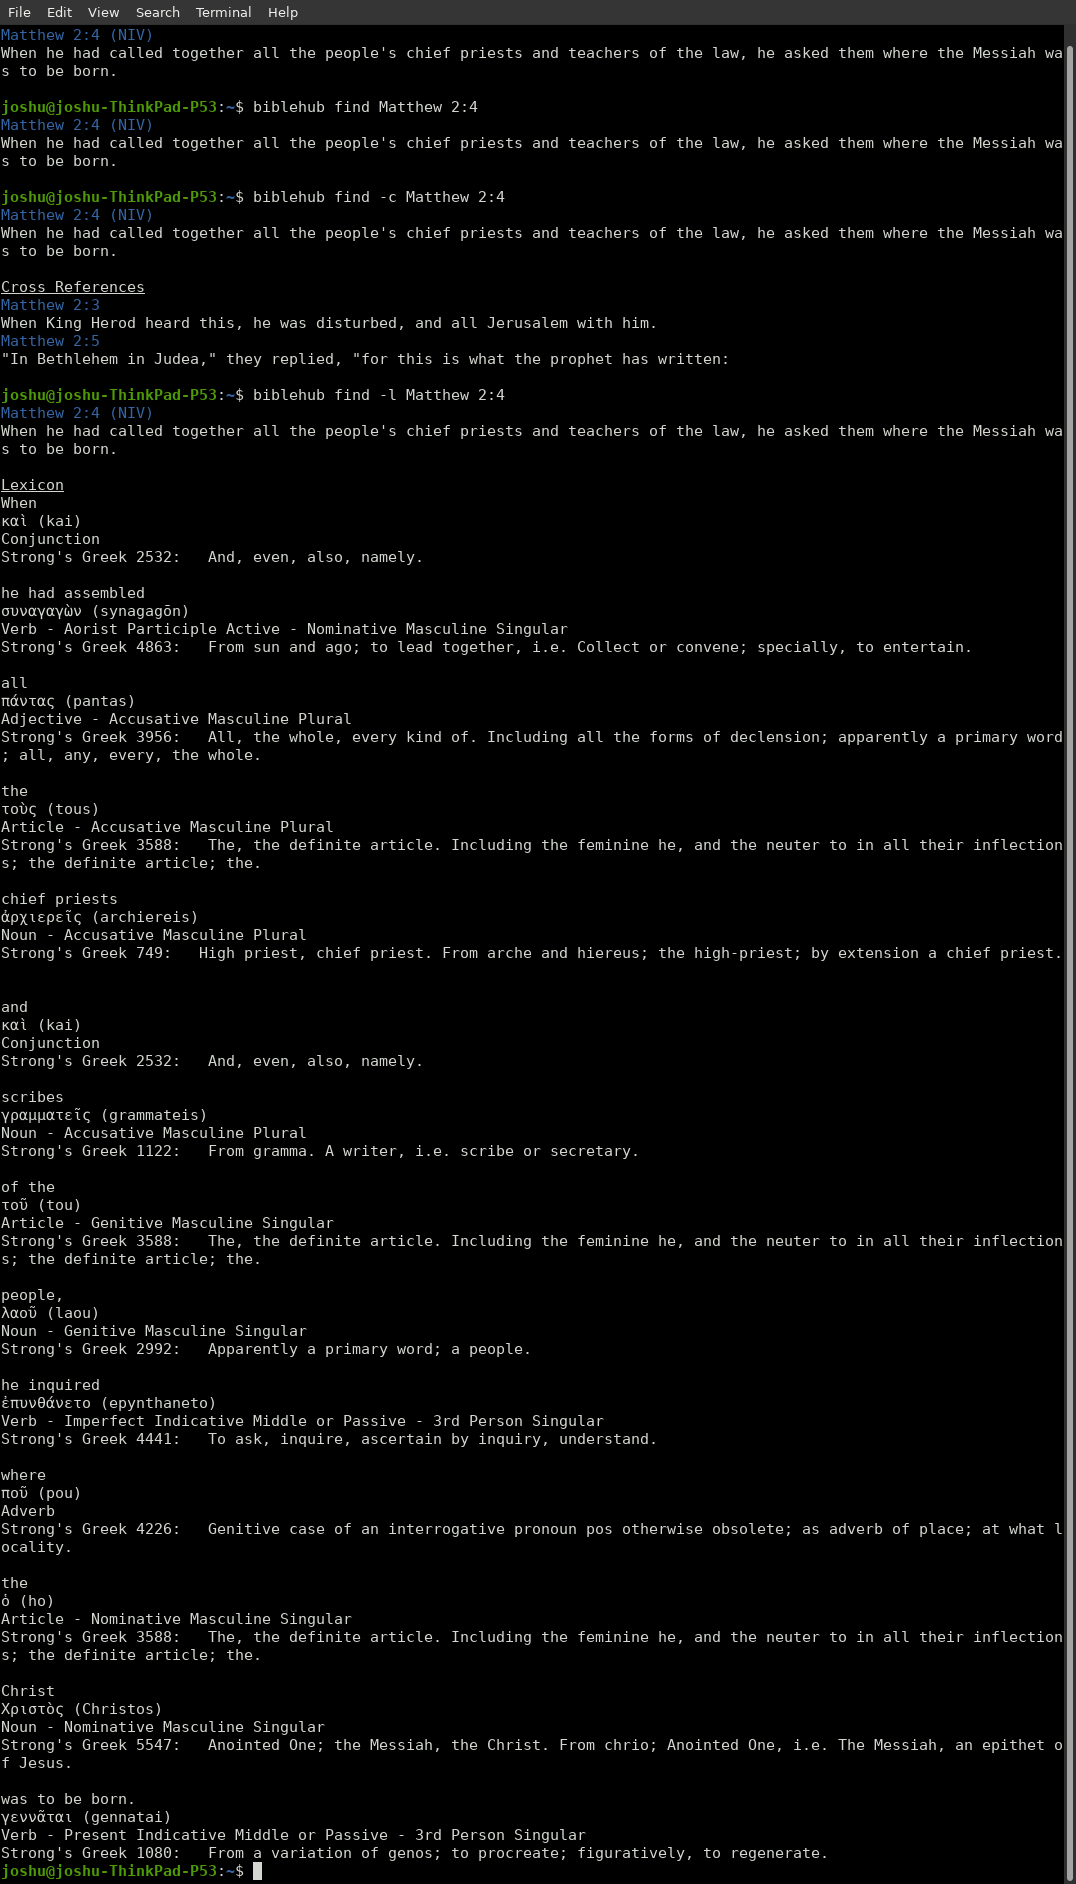 File Edit View Search Terminal Help
Matthew 2:4 (NIV)
When he had called together all the people's chief priests and teachers of the law, he asked them where the Messiah wa
s to be born.
joshu@joshu-ThinkPad-P53:~$ biblehub find Matthew 2:4
Matthew 2:4 (NIV)
When he had called together all the people's chief priests and teachers of the law, he asked them where the Messiah wa
s to be born.
joshu@joshu-ThinkPad-P53:~$ biblehub find -c Matthew 2:4
Matthew 2:4 (NIV)
When he had called together all the people's chief priests and teachers of the law, he asked them where the Messiah wa
s to be born.
Cross References
Matthew 2:3
When King Herod heard this, he was disturbed, and all Jerusalem with him.
Matthew 2:5
"In Bethlehem in Judea," they replied, "for this is what the prophet has written:
joshu@joshu-ThinkPad-P53:~$ biblehub find -l Matthew 2:4
Matthew 2:4 (NIV)
When he had called together all the people's chief priests and teachers of the law, he asked them where the Messiah wa
s to be born.
Lexicon
When
καὶ (kai)
Conjunction
Strong's Greek 2532:   And, even, also, namely.
he had assembled
συναγαγὼν (synagagōn)
Verb - Aorist Participle Active - Nominative Masculine Singular
Strong's Greek 4863:   From sun and ago; to lead together, i.e. Collect or convene; specially, to entertain.
all
πάντας (pantas)
Adjective - Accusative Masculine Plural
Strong's Greek 3956:   All, the whole, every kind of. Including all the forms of declension; apparently a primary word
; all, any, every, the whole.
the
τοὺς (tous)
Article - Accusative Masculine Plural
Strong's Greek 3588:   The, the definite article. Including the feminine he, and the neuter to in all their inflection
s; the definite article; the.
chief priests
ἀρχιερεῖς (archiereis)
Noun - Accusative Masculine Plural
Strong's Greek 749:   High priest, chief priest. From arche and hiereus; the high-priest; by extension a chief priest.
and
καὶ (kai)
Conjunction
Strong's Greek 2532:   And, even, also, namely.
scribes
γραμματεῖς (grammateis)
Noun - Accusative Masculine Plural
Strong's Greek 1122:   From gramma. A writer, i.e. scribe or secretary.
of the
τοῦ (tou)
Article - Genitive Masculine Singular
Strong's Greek 3588:   The, the definite article. Including the feminine he, and the neuter to in all their inflection
s; the definite article; the.
people,
λαοῦ (laou)
Noun - Genitive Masculine Singular
Strong's Greek 2992:   Apparently a primary word; a people.
he inquired
ἐπυνθάνετο (epynthaneto)
Verb - Imperfect Indicative Middle or Passive - 3rd Person Singular
Strong's Greek 4441:   To ask, inquire, ascertain by inquiry, understand.
where
ποῦ (pou)
Adverb
Strong's Greek 4226:   Genitive case of an interrogative pronoun pos otherwise obsolete; as adverb of place; at what l
ocality.
the
ὁ (ho)
Article - Nominative Masculine Singular
Strong's Greek 3588:   The, the definite article. Including the feminine he, and the neuter to in all their inflection
s; the definite article; the.
Christ
Χριστὸς (Christos)
Noun - Nominative Masculine Singular
Strong's Greek 5547:   Anointed One; the Messiah, the Christ. From chrio; Anointed One, i.e. The Messiah, an epithet o
f Jesus.
was to be born.
γεννᾶται (gennatai)
Verb - Present Indicative Middle or Passive - 3rd Person Singular
Strong's Greek 1080:   From a variation of genos; to procreate; figuratively, to regenerate.
joshu@joshu-ThinkPad-P53:~$